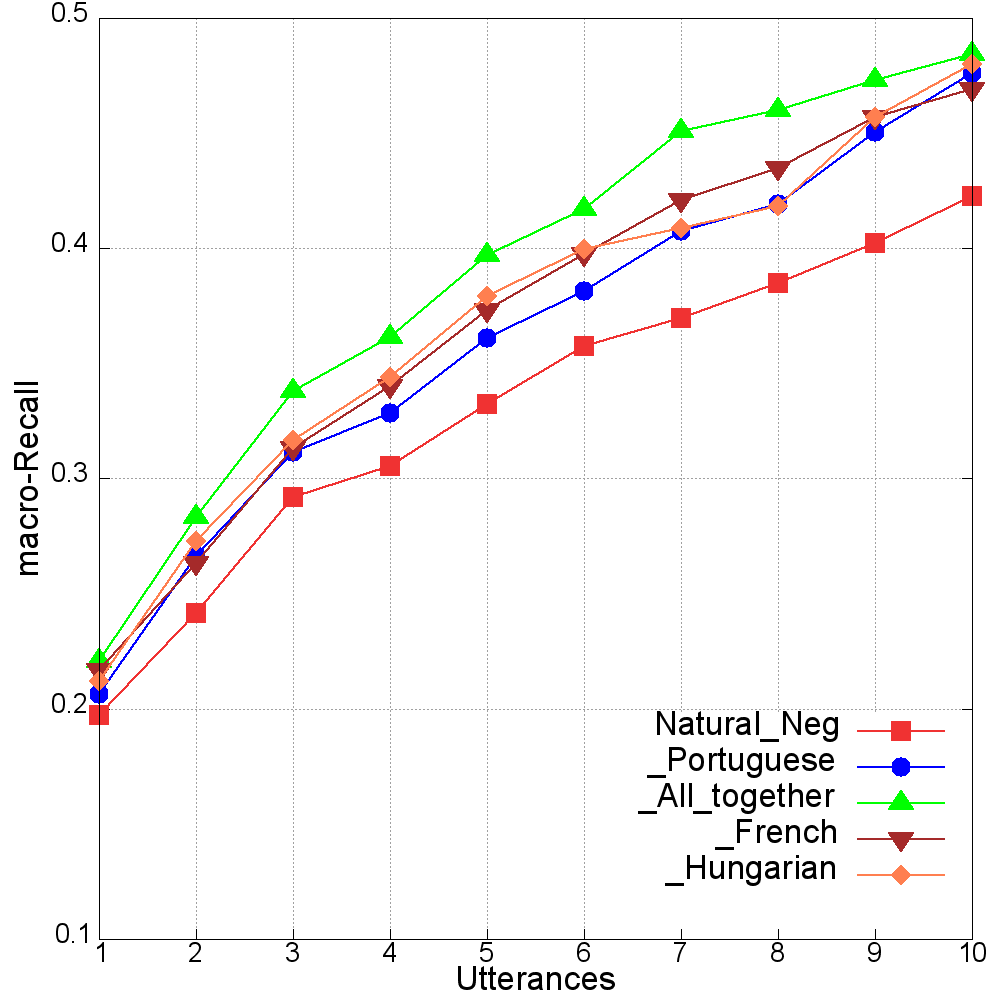 0.5
0.4
0.3
0.2
0.1
macro-Recall
Natural_Neg
_Portuguese
_All_together
_French
_Hungarian
1 2 3 4 5 6 7 8 9 10
Utterances